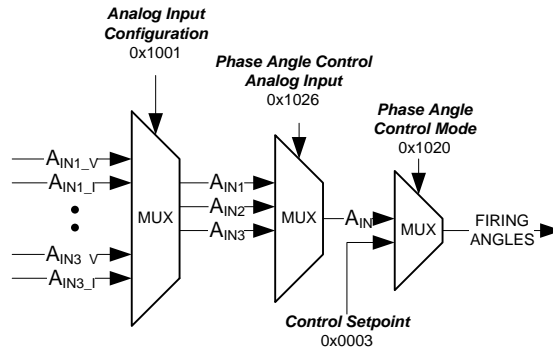 Analog Input
Configuration
0x1001
Phase Angle Control
Analog Input
0x1026
Phase Angle
Control Mode
0x1020
AIN1_V
AIN1_I
AIN3_V
AIN3_I
MUX
AIN1
AIN2
AIN3
MUX
AIN
MUX
FIRING
ANGLES
Control Setpoint
0x0003